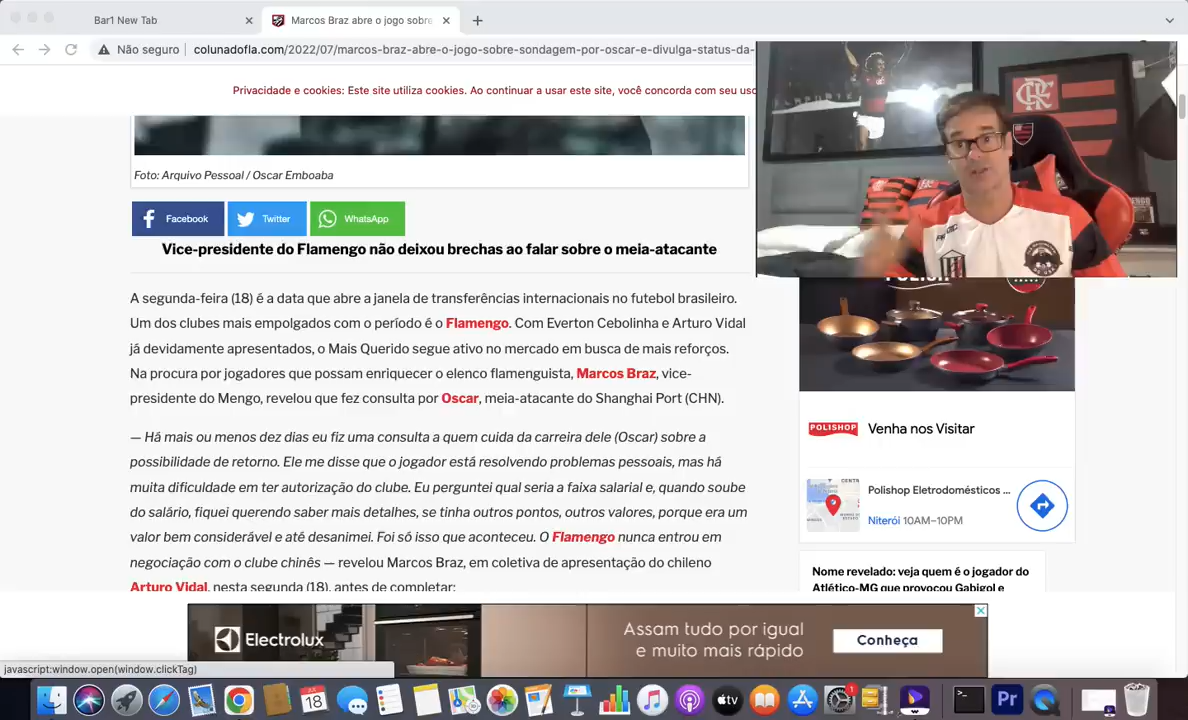 Bar1 New Tab
Marcos Braz abre o jogo sobre
Não seguro
colunadofla.com/2022/07/marcos-braz-abre-o-jogo-sobre-sondagem-por-oscar-e-divulga-status-da-
Privacidade e cookies: Este site utiliza cookies. Ao continuar a usar este site, você concorda com seu uso
Foto: Arquivo Pessoal / Oscar Emboaba
Facebook
Twitter
WhatsApp
Vice-presidente do Flamengo não deixou brechas ao falar sobre o meia-atacante
A segunda-feira (18) é a data que abre a janela de transferências internacionais no futebol brasileiro.
Um dos clubes mais empolgados com o período é o Flamengo. Com Everton Cebolinha e Arturo Vidal
já devidamente apresentados, o Mais Querido segue ativo no mercado em busca de mais reforços.
Na procura por jogadores que possam enriquecer o elenco flamenguista, Marcos Braz, vice-
presidente do Mengo, revelou que fez consulta por Oscar, meia-atacante do Shanghai Port (CHN).
— Há mais ou menos dez dias eu fiz uma consulta a quem cuida da carreira dele (Oscar) sobre a
possibilidade de retorno. Ele me disse que o jogador está resolvendo problemas pessoais, mas há
muita dificuldade em ter autorização do clube. Eu perguntei qual seria a faixa salarial e, quando soube
do salário, fiquei querendo saber mais detalhes, se tinha outros pontos, outros valores, porque era um
valor bem considerável e até desanimei. Foi só isso que aconteceu. O Flamengo nunca entrou em
negociação com o clube chinês — revelou Marcos Braz, em coletiva de apresentação do chileno
Arturo Vidal, nesta segunda (18), antes de completar:
POLISHOP
Venha nos Visitar
Polishop Eletrodomésticos ...
Niterói 10AM–10PM
Nome revelado: veja quem é o jogador do
Atlético-MG que provocou Gabigol e
Electrolux
Assam tudo por igual
e muito mais rápido
Conheça
javascript:window.open(window.clickTag)
JUL
18
tv
1
Pr